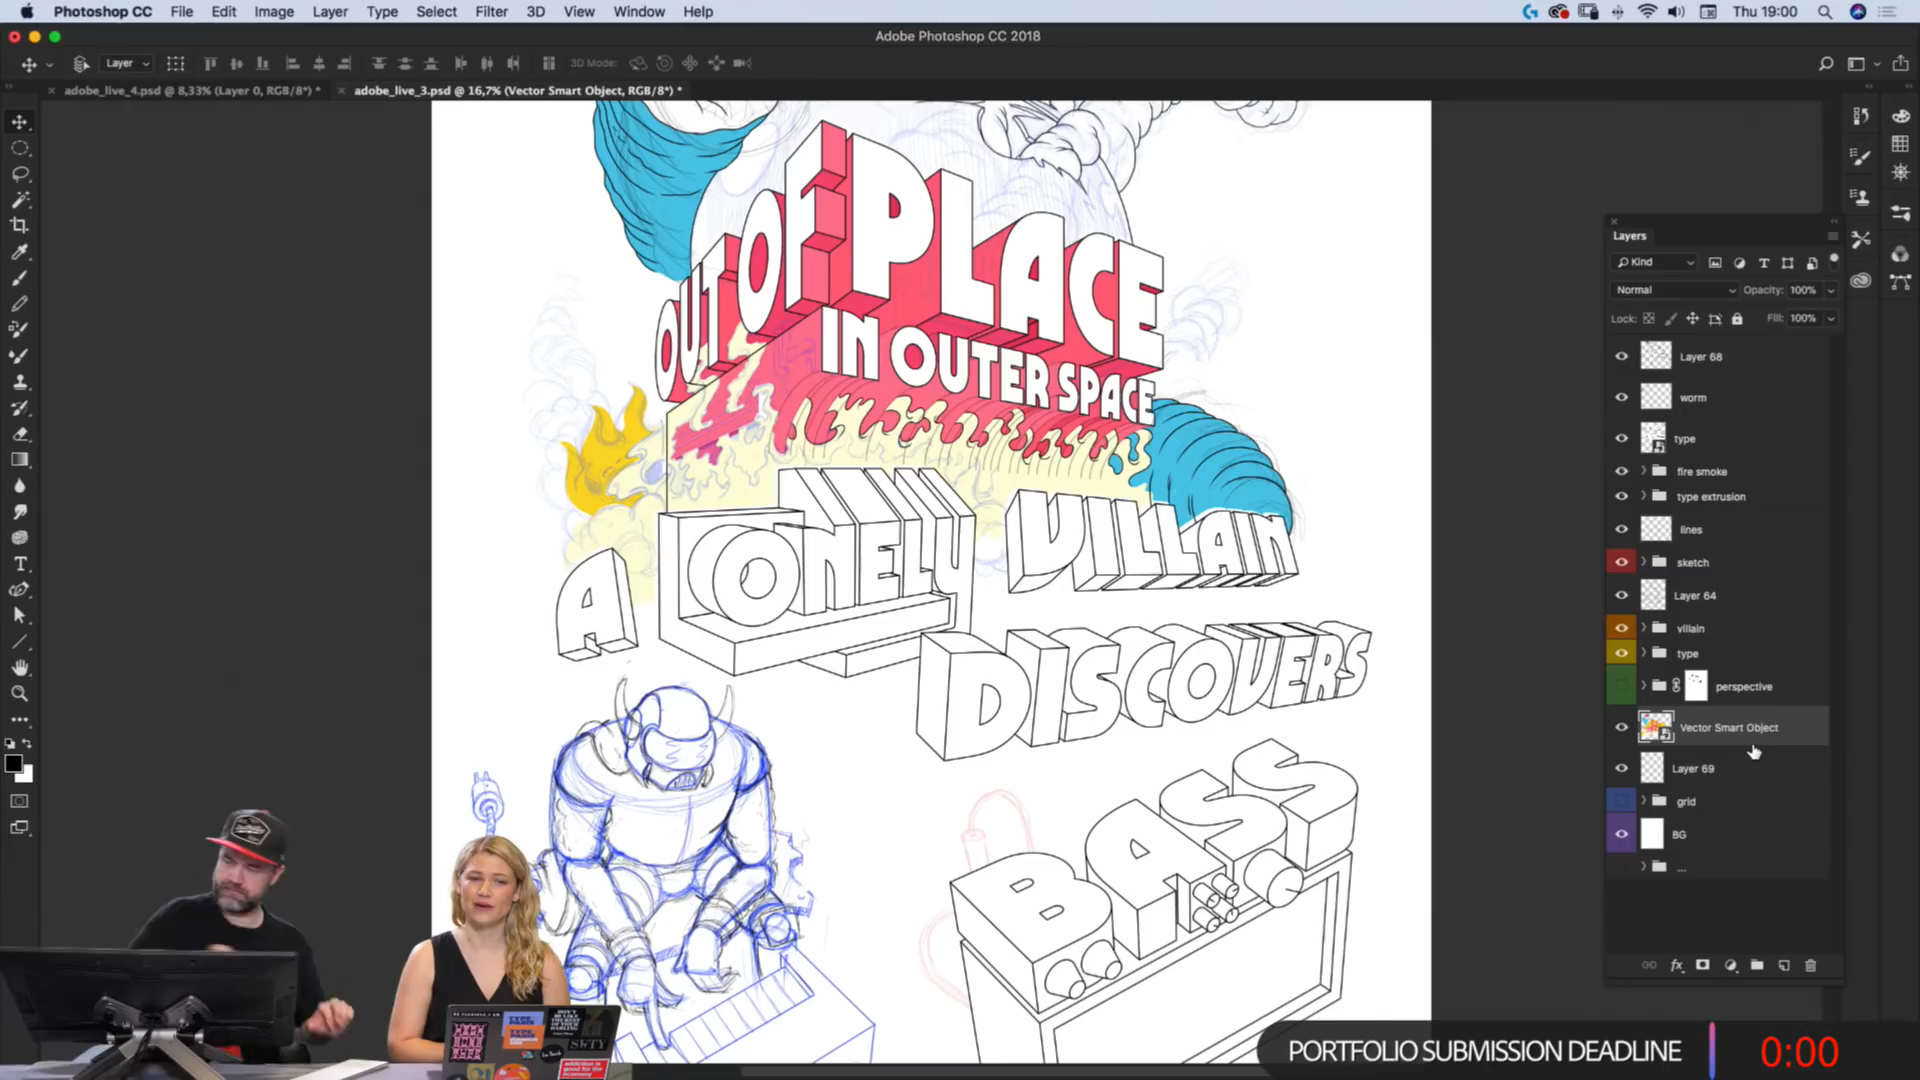 Photoshop CC File Edit Image Layer Type Select Filter 3D View Window Help Thu 19:00
Adobe Photoshop CC 2018
Layer 3D Mode:
adobe_live_4.psd @ 8,33% (Layer 0, RGB/8*) * adobe_live_3.psd @ 16,7% (Vector Smart Object, RGB/8*) *
Layers
Kind
Normal Opacity: 100%
Lock: Fill: 100%
Layer 68
worm
type
fire smoke
type extrusion
lines
sketch
Layer 64
villain
type
perspective
Vector Smart Object
Layer 69
grid
BG
...
OUT OF PLACE
IN OUTER SPACE
A LONELY VILLAIN
DISCOVERS
BASS
SWTY
PORTFOLIO SUBMISSION DEADLINE 0:00